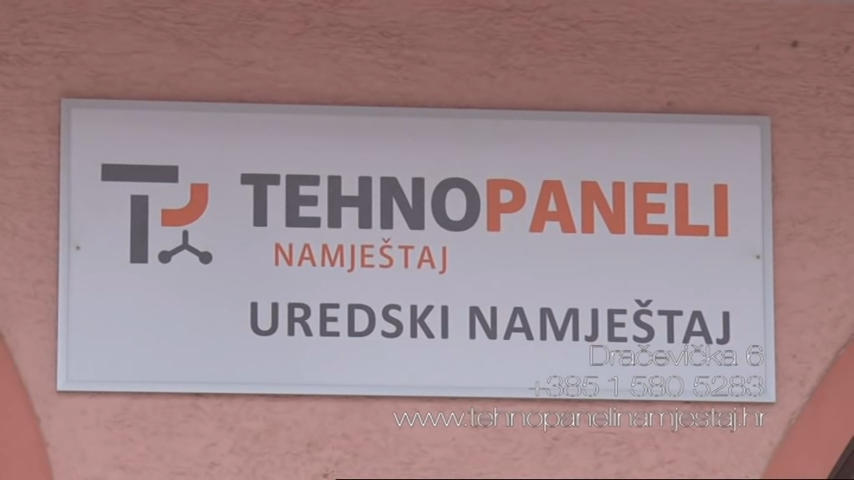 TEHNOPANELI
NAMJEŠTAJ
UREDSKI NAMJEŠTAJ
Dračevička 6
+385 1 580 5283
www.tehnopanelinamjestaj.hr